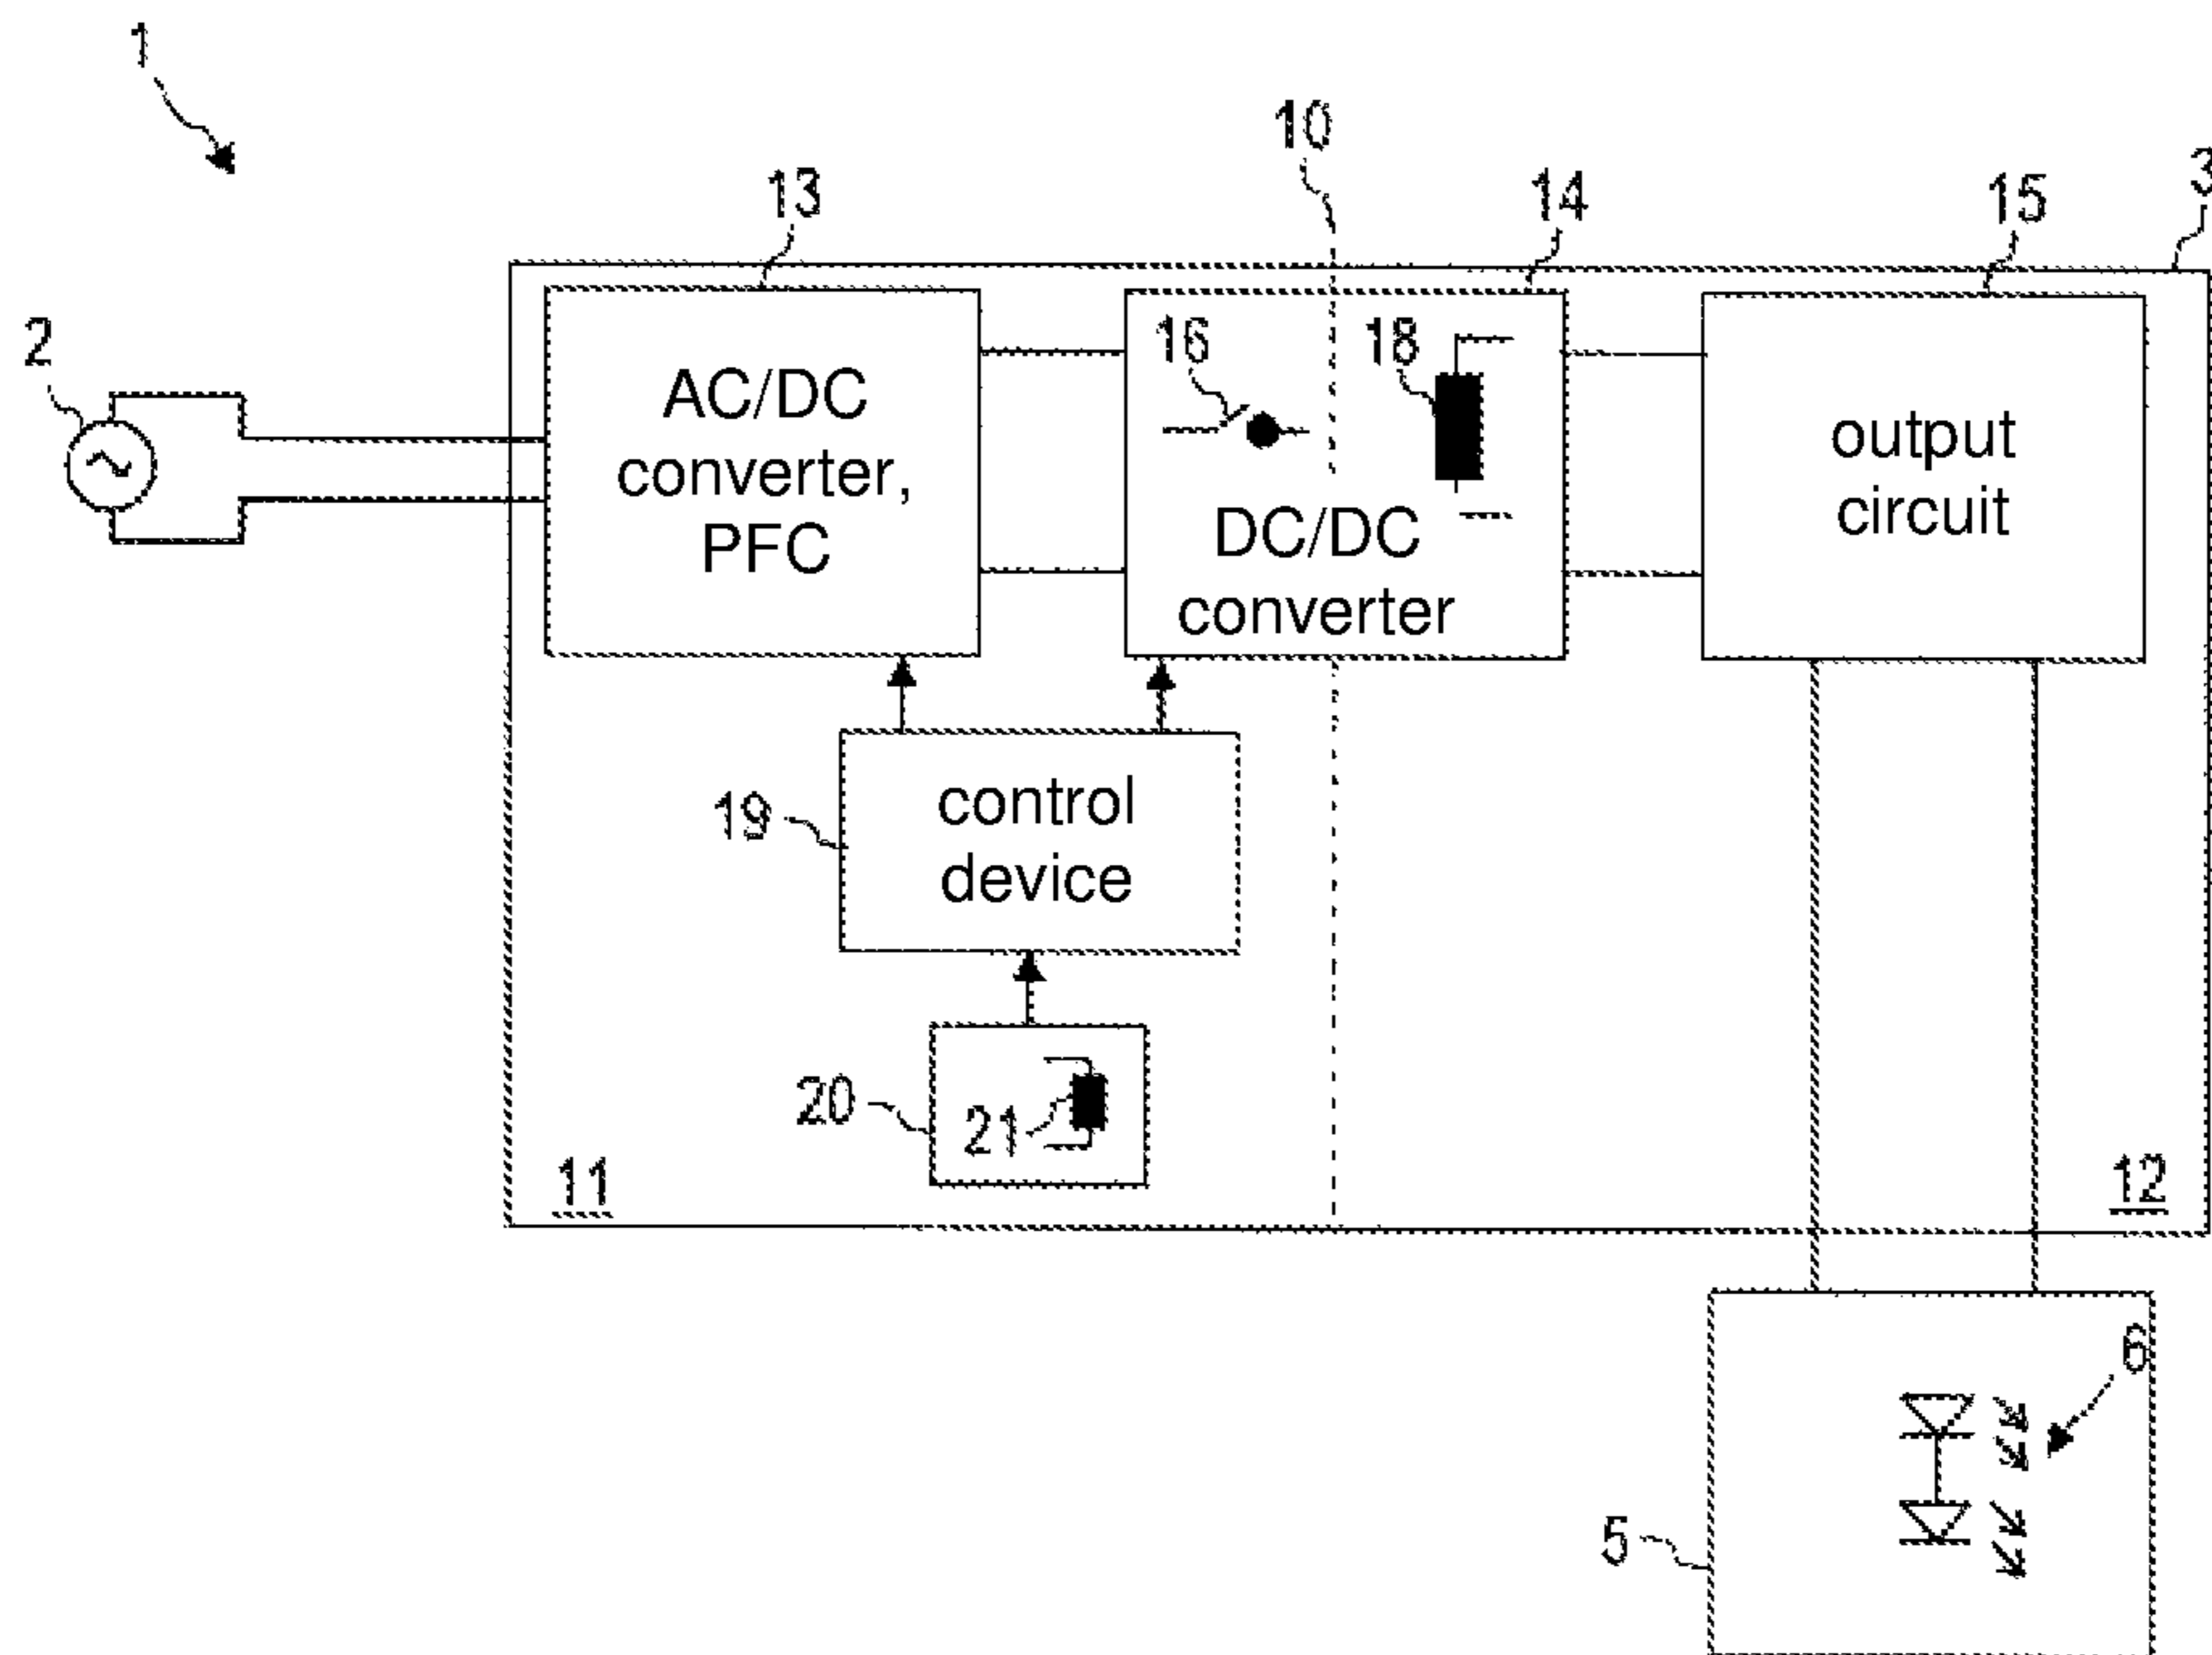 1
10
3
13
14
15
2
16
18
AC/DC
converter,
PFC
DC/DC
converter
output
circuit
19
control
device
20
21
11
12
6
5